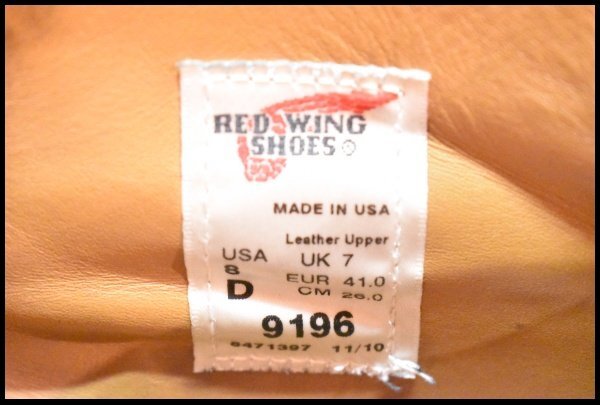 RED WING
SHOES®
MADE IN USA
Leather Upper
USA UK 7
8 EUR 41.0
D CM 26.0
9196
11/10